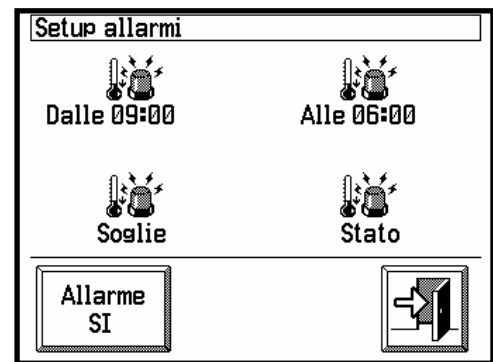 Setup allarmi
Dalle 09:00
Alle 06:00
Soglie
Stato
Allarme
SI